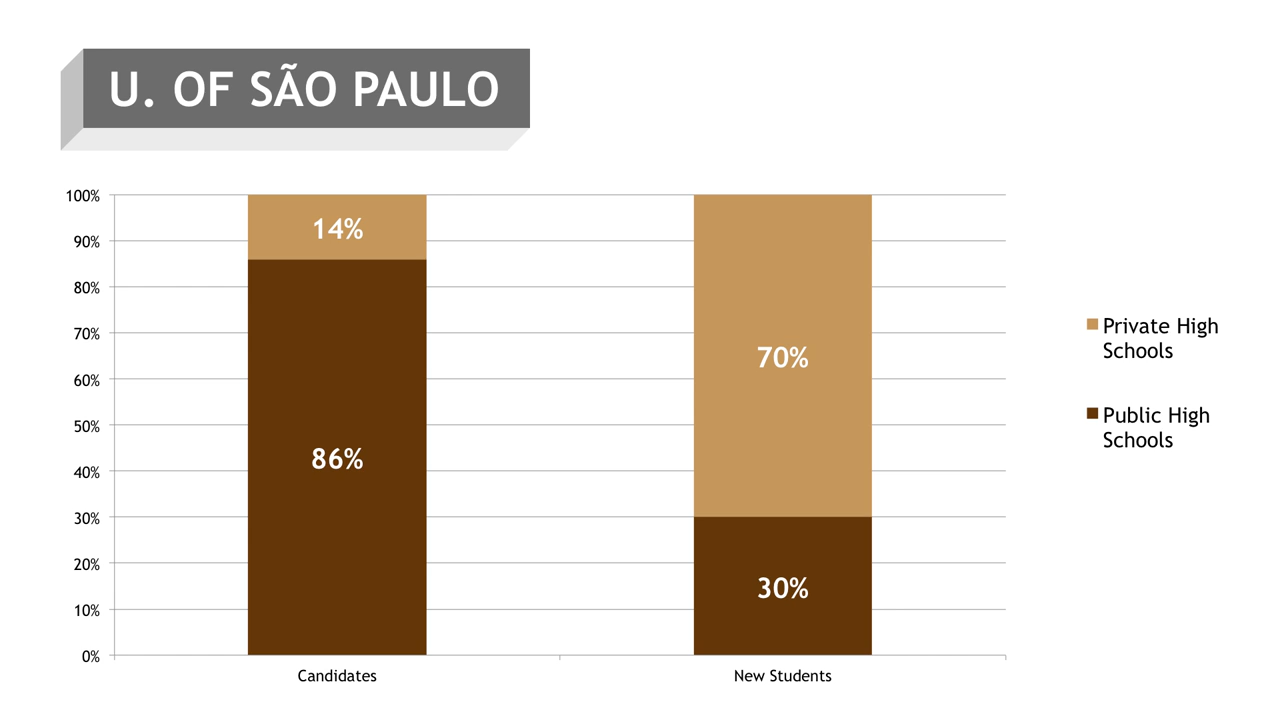 U. OF SÃO PAULO
100%
90%
80%
70%
60%
50%
40%
30%
20%
10%
0%
14%
86%
70%
30%
Candidates
New Students
Private High
Schools
Public High
Schools